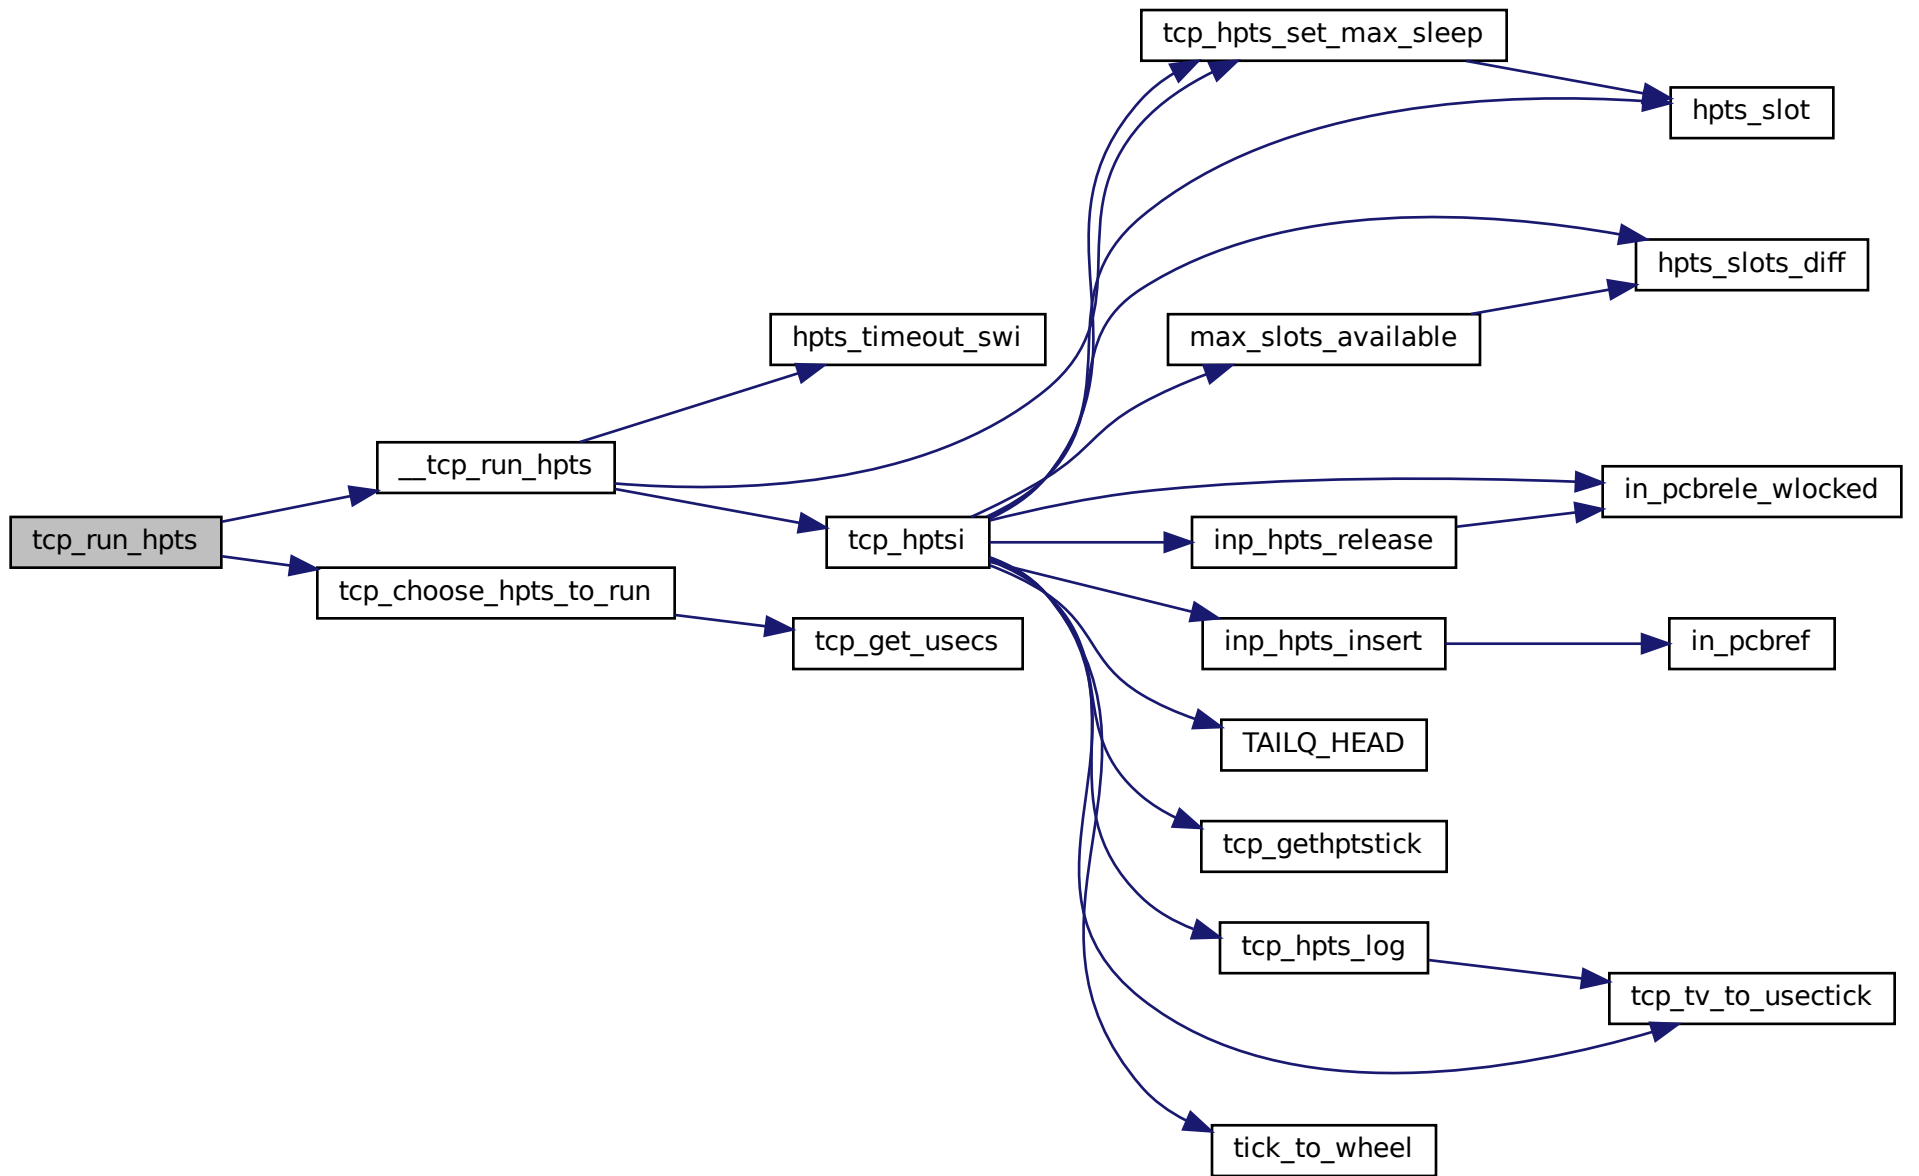 tcp_hpts_set_max_sleep
hpts_slot
hpts_slots_diff
hpts_timeout_swi
max_slots_available
__tcp_run_hpts
in_pcbrele_wlocked
tcp_run_hpts
tcp_hptsi
inp_hpts_release
tcp_choose_hpts_to_run
tcp_get_usecs
inp_hpts_insert
in_pcbref
TAILQ_HEAD
tcp_gethptstick
tcp_hpts_log
tcp_tv_to_usectick
tick_to_wheel